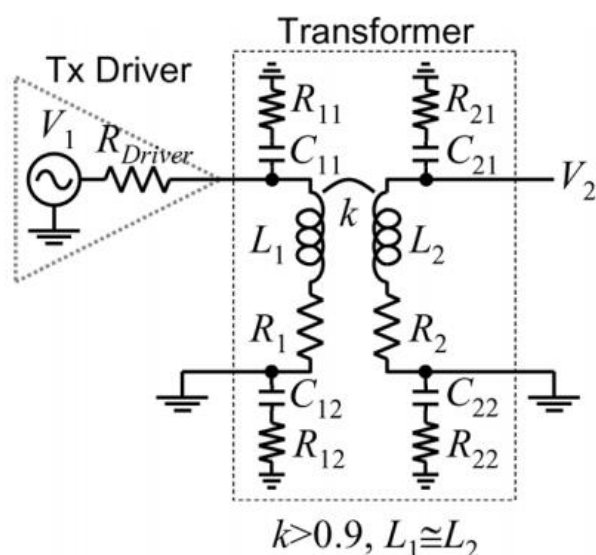 Transformer
Tx Driver
V1
RDriver
R11
C11
R21
C21
V2
k
L1
L2
R1
R2
C12
R12
C22
R22
k>0.9, L1≅L2